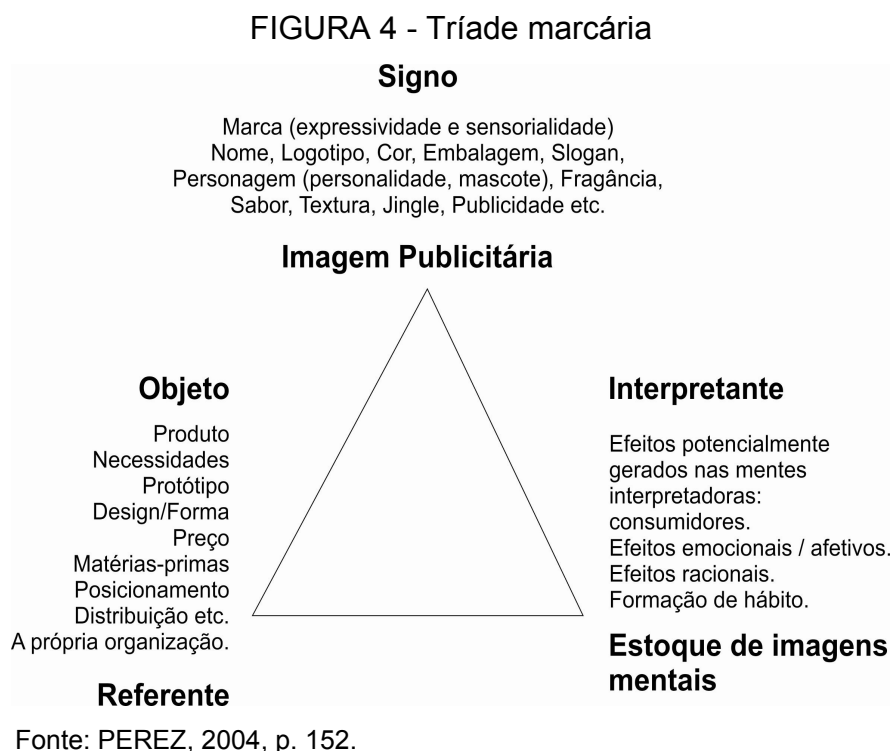 FIGURA 4 - Tríade marcária
Signo
Marca (expressividade e sensorialidade)
Nome, Logotipo, Cor, Embalagem, Slogan,
Personagem (personalidade, mascote), Fragância,
Sabor, Textura, Jingle, Publicidade etc.
Imagem Publicitária
Objeto
Produto
Necessidades
Protótipo
Design/Forma
Preço
Matérias-primas
Posicionamento
Distribuição etc.
A própria organização.
Referente
Interpretante
Efeitos potencialmente
gerados nas mentes
interpretadoras:
consumidores.
Efeitos emocionais / afetivos.
Efeitos racionais.
Formação de hábito.
Estoque de imagens
mentais
Fonte: PEREZ, 2004, p. 152.